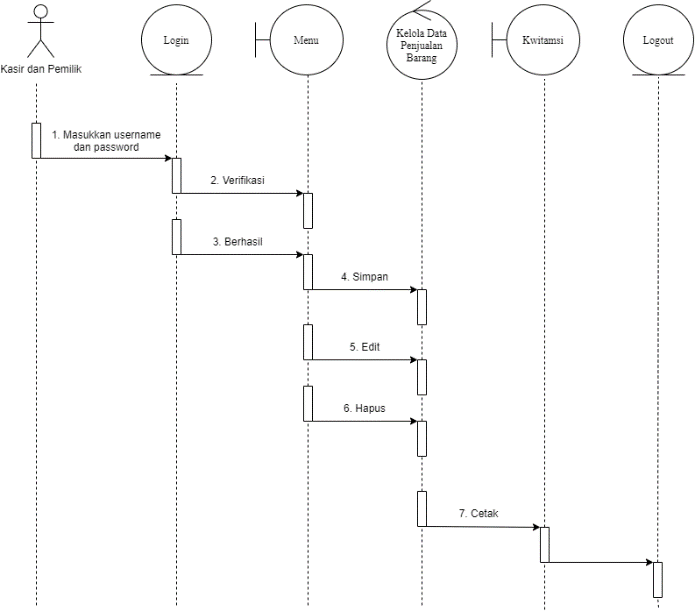 Kasir dan Pemilik
Login
Menu
Kelola Data
Penjualan
Barang
Kwitamsi
Logout
1. Masukkan username
dan password
2. Verifikasi
3. Berhasil
4. Simpan
5. Edit
6. Hapus
7. Cetak